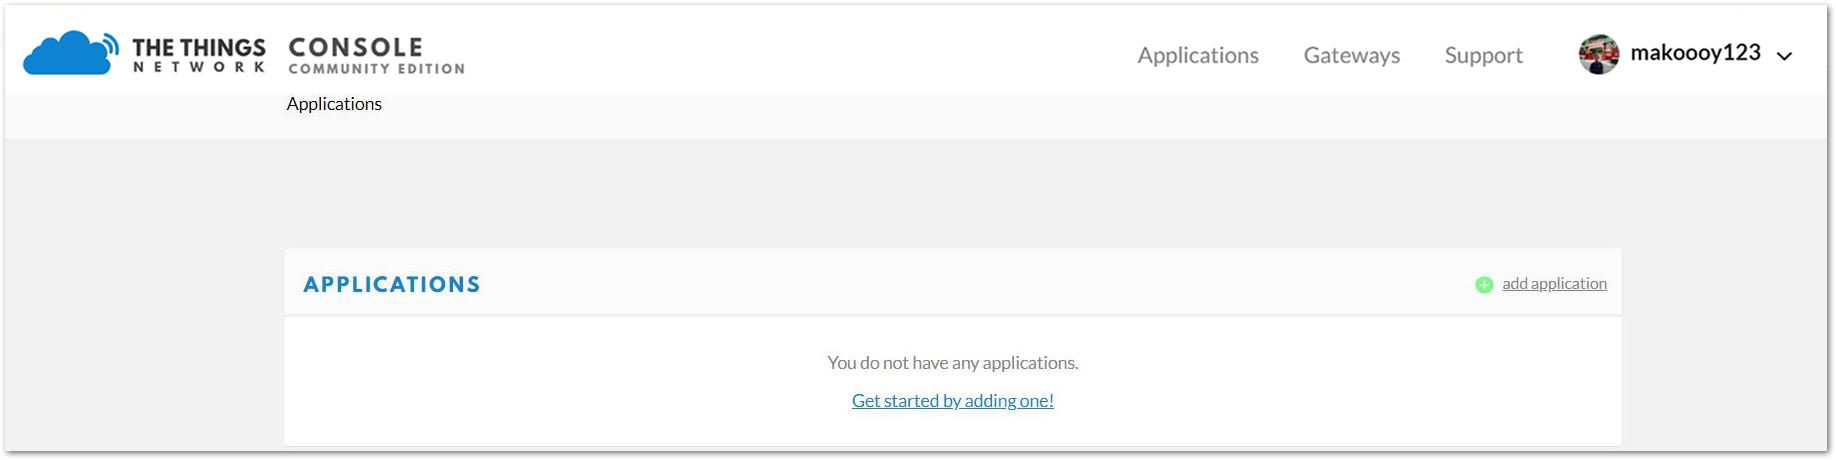 THE THINGS NETWORK CONSOLE COMMUNITY EDITION
Applications Gateways Support makoooy123
Applications
APPLICATIONS
add application
You do not have any applications.
Get started by adding one!